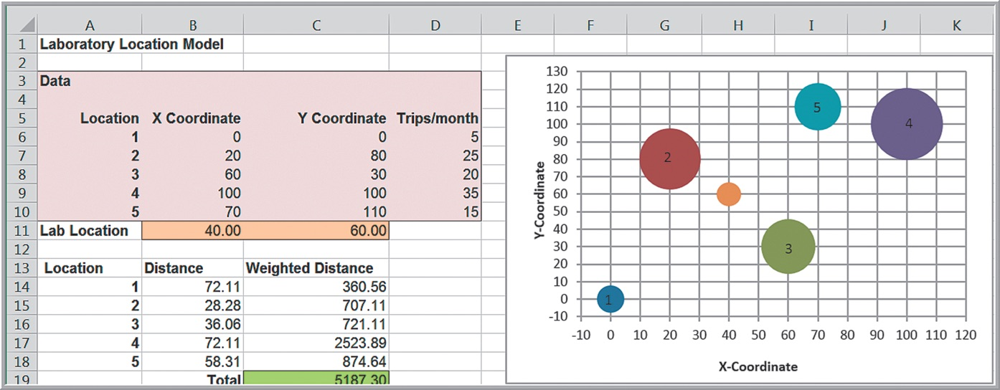 A B C D E F G H I J K
1 Laboratory Location Model
2
3 Data
4
5 Location X Coordinate Y Coordinate Trips/month
6 1 0 0 5
7 2 20 80 25
8 3 60 30 20
9 4 100 100 35
10 5 70 110 15
11 Lab Location 40.00 60.00
12
13 Location Distance Weighted Distance
14 1 72.11 360.56
15 2 28.28 707.11
16 3 36.06 721.11
17 4 72.11 2523.89
18 5 58.31 874.64
19 Total 5187.30
130
120
110
100
90
80
70
60
50
40
30
20
10
0
-10
Y-Coordinate
5
4
2
3
1
-10 0 10 20 30 40 50 60 70 80 90 100 110 120
X-Coordinate